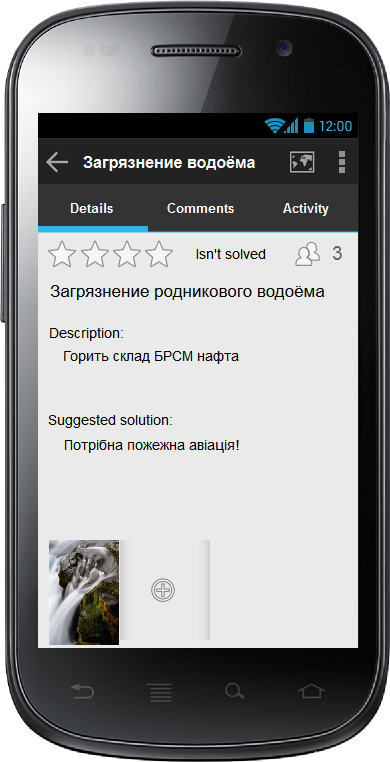 12:00
Загрязнение водоёма
Details Comments Activity
Isn't solved 3
Загрязнение родникового водоёма
Description:
Горить склад БРСМ нафта
Suggested solution:
Потрібна пожежна авіація!